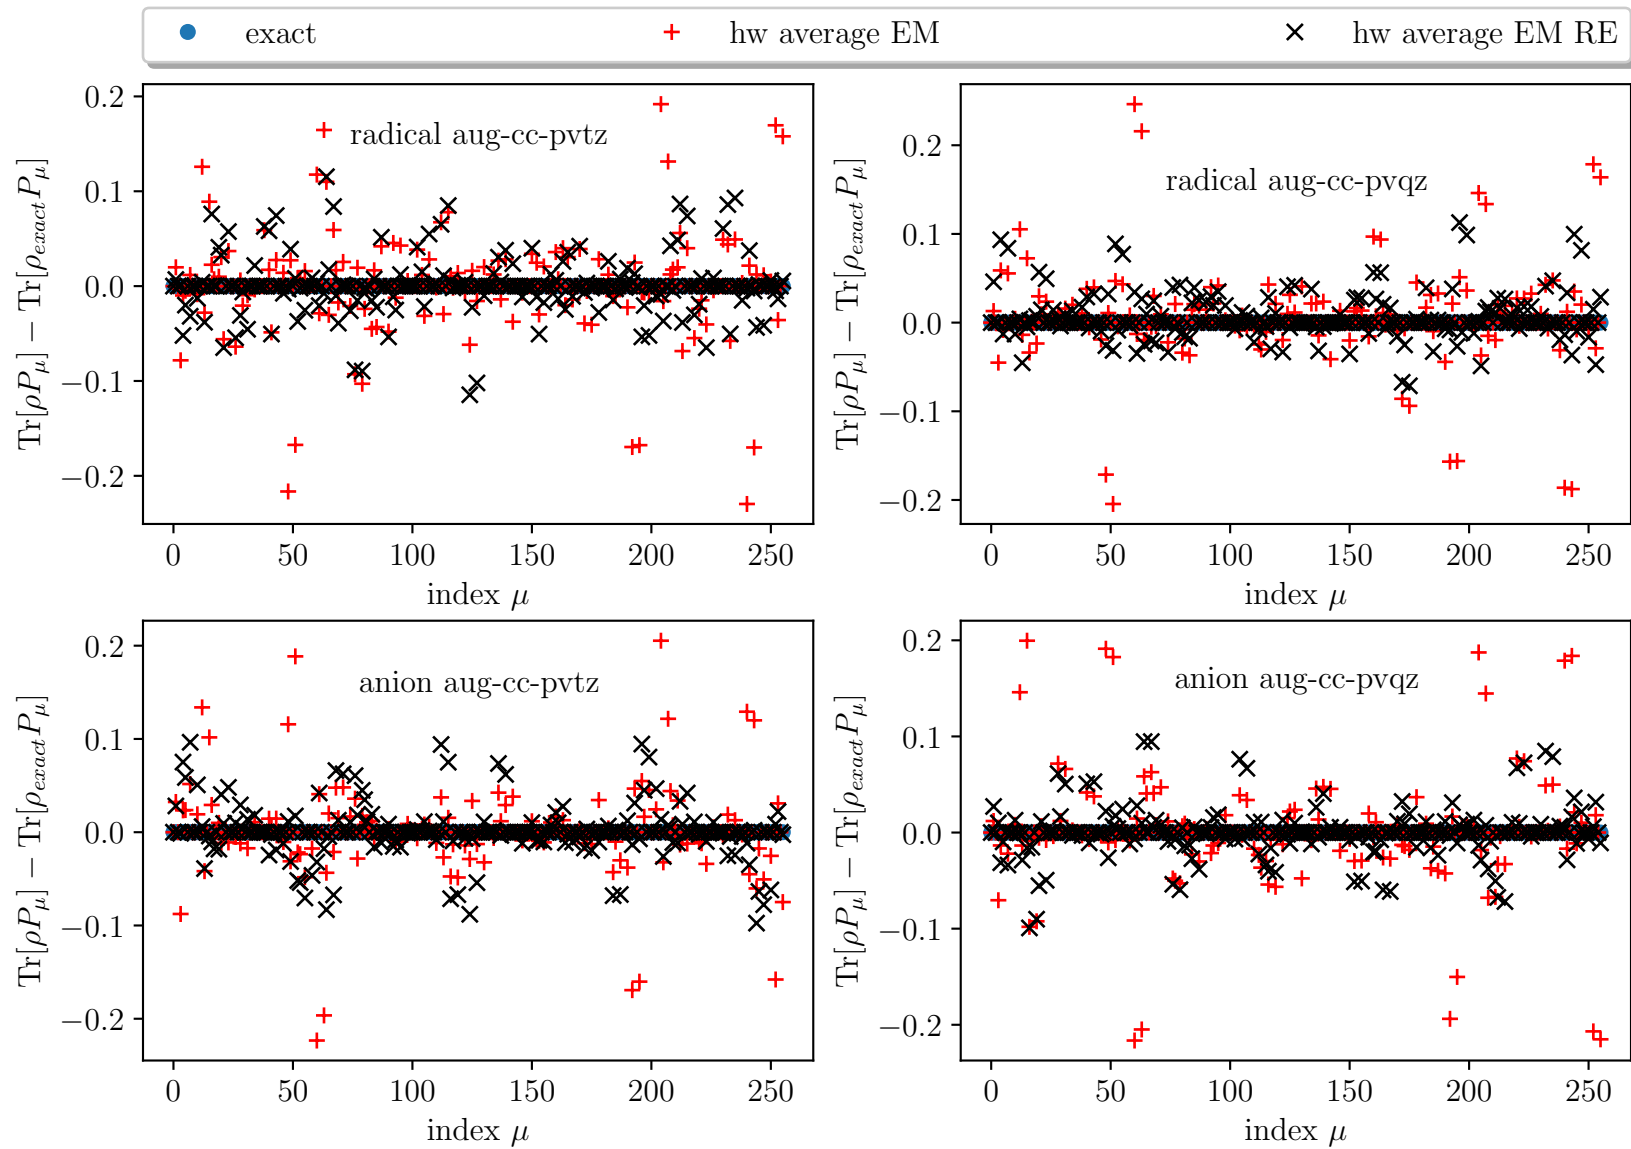 exact hw average EM hw average EM RE
0.2
0.1
0.0
−0.1
−0.2
Tr[ρP_μ] − Tr[ρ_exact P_μ]
radical aug-cc-pvtz
0 50 100 150 200 250
index μ
0.2
0.1
0.0
−0.1
−0.2
Tr[ρP_μ] − Tr[ρ_exact P_μ]
radical aug-cc-pvqz
0 50 100 150 200 250
index μ
0.2
0.1
0.0
−0.1
−0.2
Tr[ρP_μ] − Tr[ρ_exact P_μ]
anion aug-cc-pvtz
0 50 100 150 200 250
index μ
0.2
0.1
0.0
−0.1
−0.2
Tr[ρP_μ] − Tr[ρ_exact P_μ]
anion aug-cc-pvqz
0 50 100 150 200 250
index μ